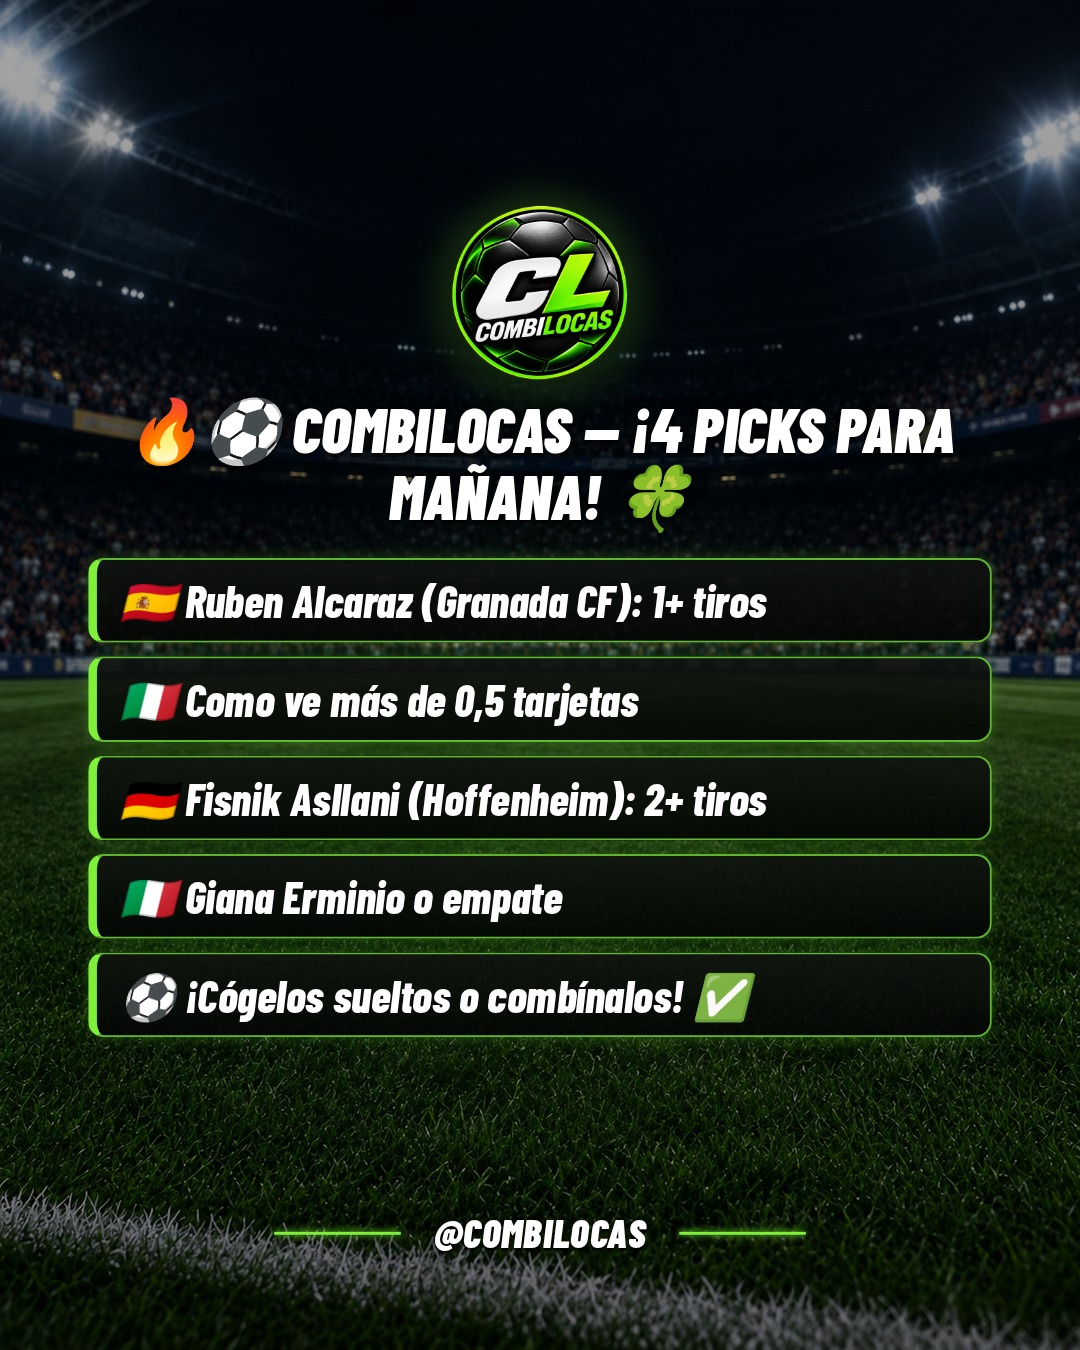 CL
COMBILOCAS
🔥⚽ COMBILOCAS – ¡4 PICKS PARA
MAÑANA! 🍀
🇪🇸 Ruben Alcaraz (Granada CF): 1+ tiros
🇮🇹 Como ve más de 0,5 tarjetas
🇩🇪 Fisnik Asllani (Hoffenheim): 2+ tiros
🇮🇹 Giana Erminio o empate
⚽ ¡Cógelos sueltos o combínalos! ✅
@COMBILOCAS